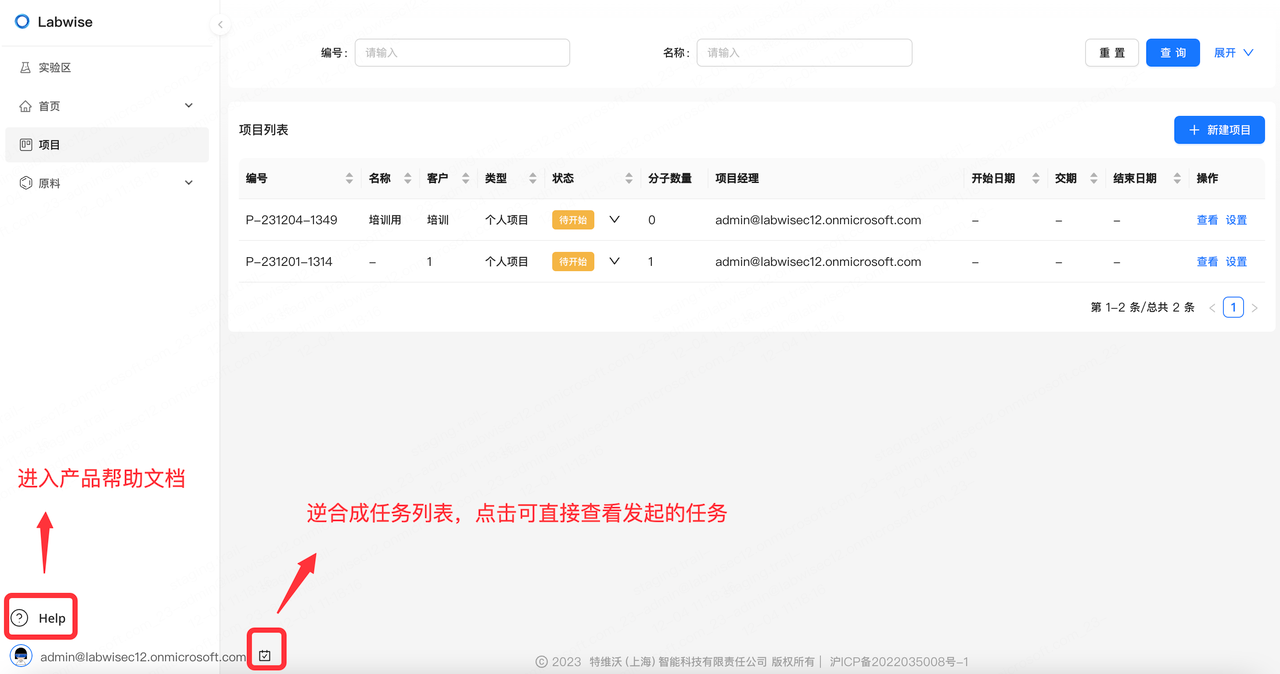 Labwise
实验区
首页
项目
原料
编号: 请输入 名称: 请输入 重 置 查 询 展开
项目列表
新建项目
编号 名称 客户 类型 状态 分子数量 项目经理 开始日期 交期 结束日期 操作
P-231204-1349 培训用 培训 个人项目 待开始 0 admin@labwisec12.onmicrosoft.com – – – 查看 设置
P-231201-1314 – 1 个人项目 待开始 1 admin@labwisec12.onmicrosoft.com – – – 查看 设置
第 1-2 条/总共 2 条 < 1 >
进入产品帮助文档
逆合成任务列表，点击可直接查看发起的任务
Help
admin@labwisec12.onmicrosoft.com
© 2023 特维沃(上海)智能科技有限责任公司 版权所有| 沪ICP备2022035008号-1